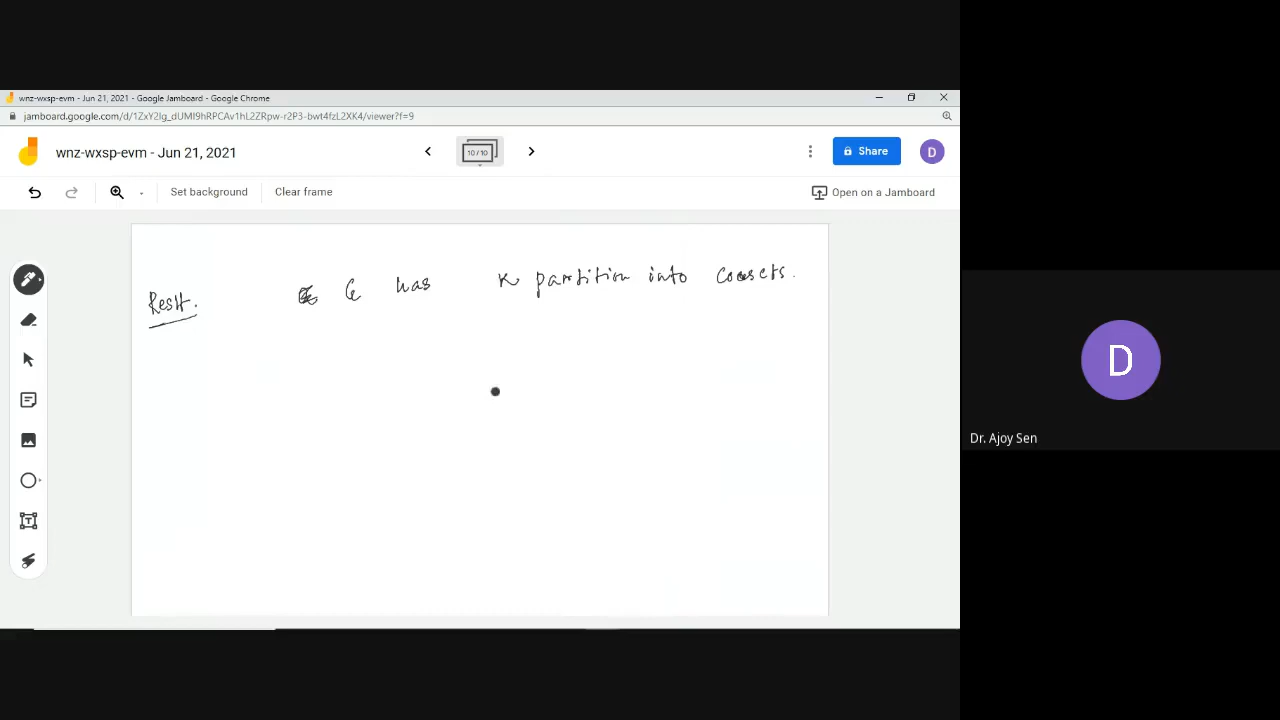 wnz-wxsp-evm - Jun 21, 2021 - Google Jamboard - Google Chrome
jamboard.google.com/d/1ZxY2lg_dUMI9hRPCAv1hL2ZRpw-r2P3-bwt4fzL2XK4/viewer?f=9
wnz-wxsp-evm - Jun 21, 2021
10 / 10
Share
D
Set background
Clear frame
Open on a Jamboard
G has K partition into cosets.
D
Dr. Ajoy Sen